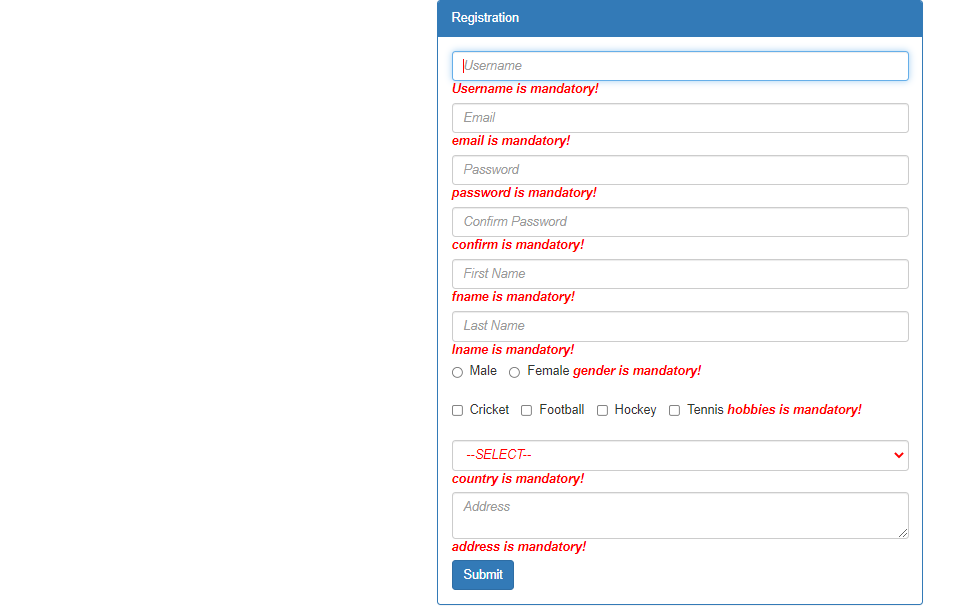 Registration
Username
Username is mandatory!
Email
email is mandatory!
Password
password is mandatory!
Confirm Password
confirm is mandatory!
First Name
fname is mandatory!
Last Name
lname is mandatory!
Male Female gender is mandatory!
Cricket Football Hockey Tennis hobbies is mandatory!
--SELECT--
country is mandatory!
Address
address is mandatory!
Submit